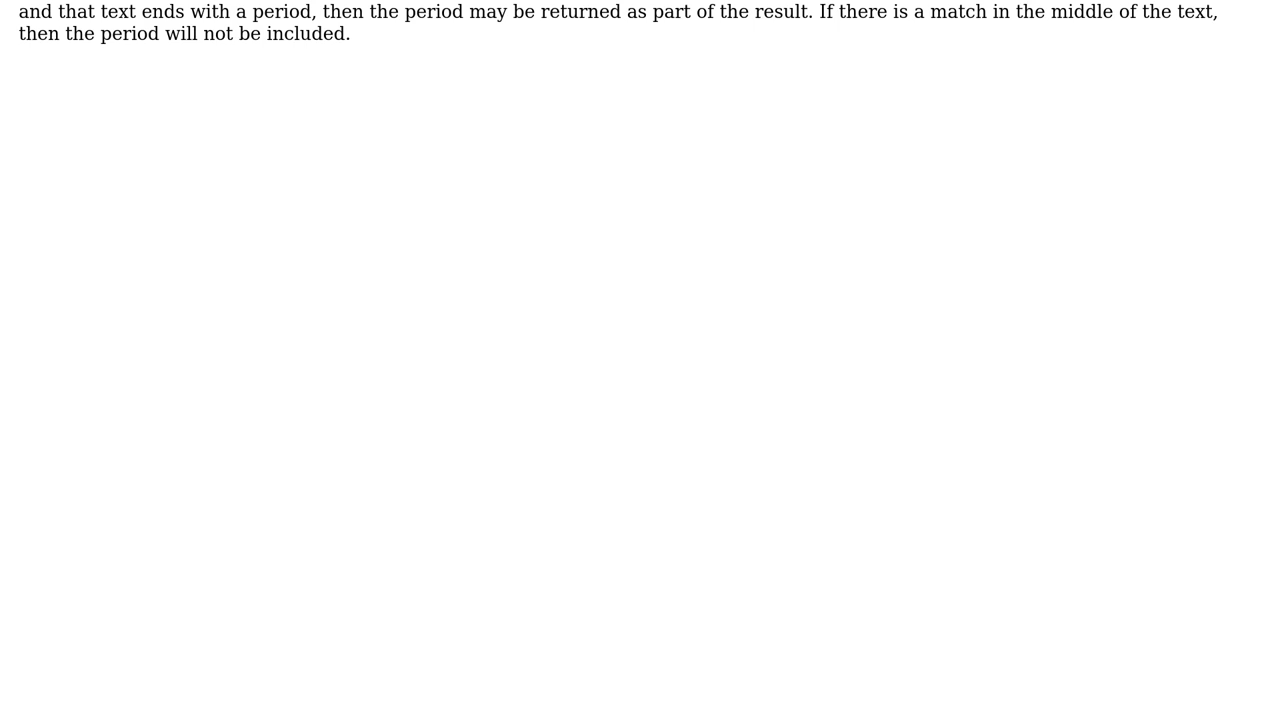 and that text ends with a period, then the period may be returned as part of the result. If there is a match in the middle of the text,
then the period will not be included.